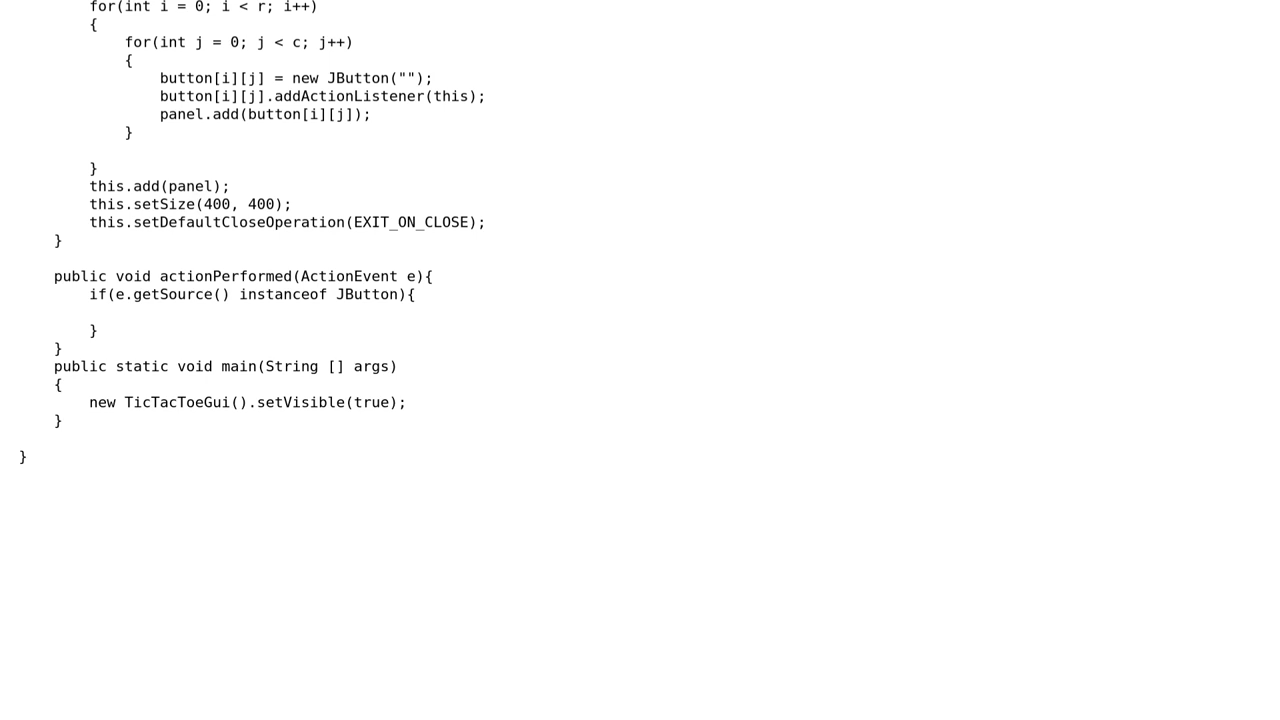 for(int i = 0; i < r; i++)
{
for(int j = 0; j < c; j++)
{
button[i][j] = new JButton("");
button[i][j].addActionListener(this);
panel.add(button[i][j]);
}
}
this.add(panel);
this.setSize(400, 400);
this.setDefaultCloseOperation(EXIT_ON_CLOSE);
}
public void actionPerformed(ActionEvent e){
if(e.getSource() instanceof JButton){
}
}
public static void main(String [] args)
{
new TicTacToeGui().setVisible(true);
}
}